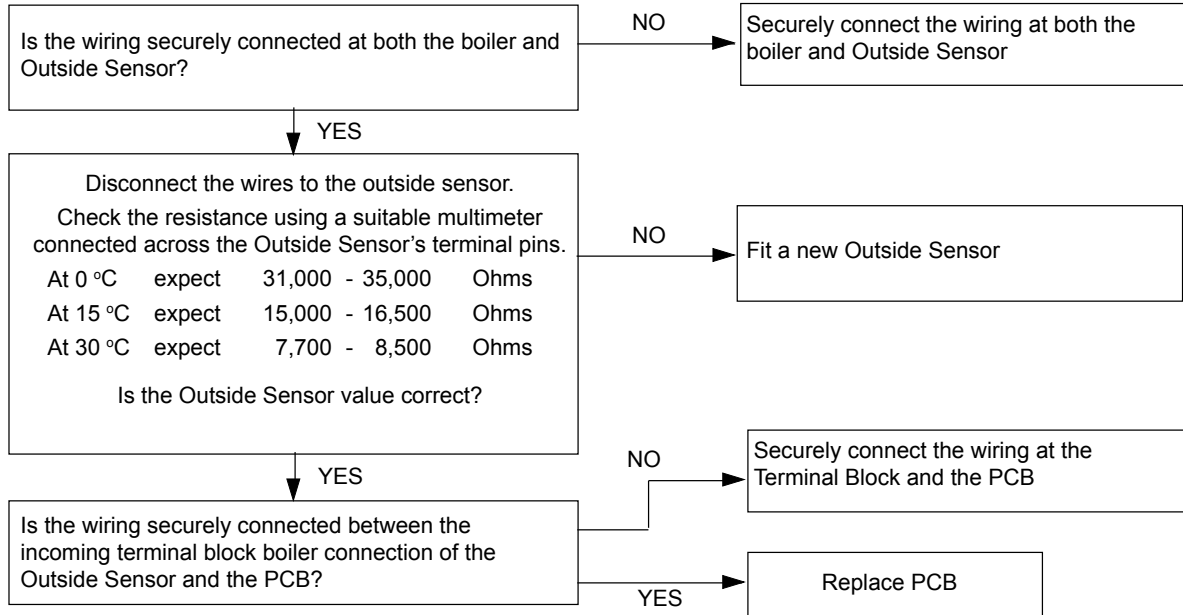 Is the wiring securely connected at both the boiler and
Outside Sensor?
NO
Securely connect the wiring at both the
boiler and Outside Sensor
YES
Disconnect the wires to the outside sensor.
Check the resistance using a suitable multimeter
connected across the Outside Sensor’s terminal pins.
At 0 °C expect 31,000 - 35,000 Ohms
At 15 °C expect 15,000 - 16,500 Ohms
At 30 °C expect 7,700 - 8,500 Ohms
Is the Outside Sensor value correct?
NO
Fit a new Outside Sensor
YES
Is the wiring securely connected between the
incoming terminal block boiler connection of the
Outside Sensor and the PCB?
NO
Securely connect the wiring at the
Terminal Block and the PCB
YES
Replace PCB